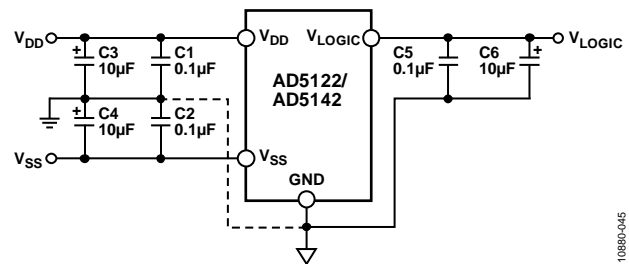 VDD
+
C3
10µF
C1
0.1µF
+
C4
10µF
C2
0.1µF
VSS
VDD
VLOGIC
AD5122/
AD5142
VSS
GND
C5
0.1µF
C6
10µF
+
VLOGIC
10880-045